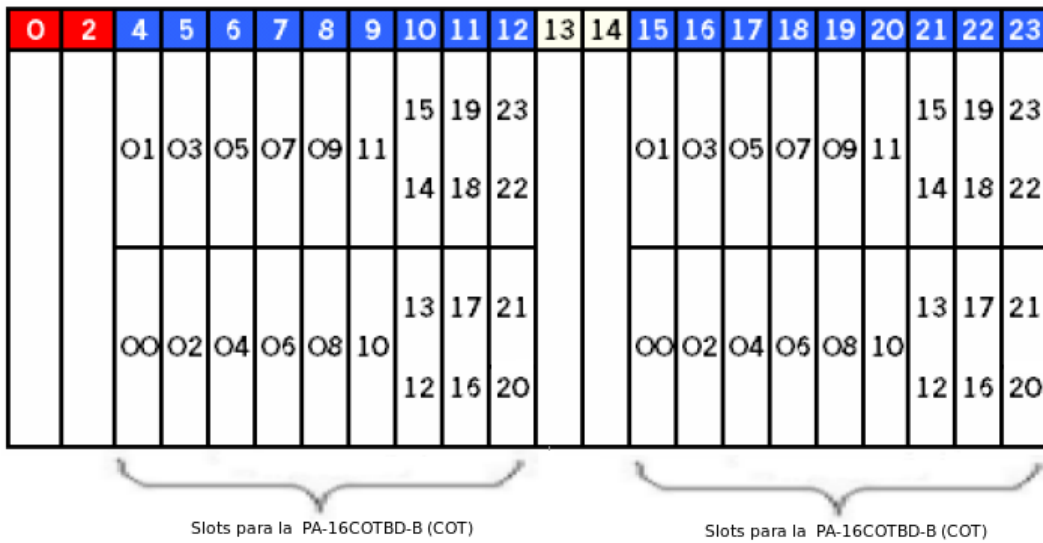 0 2 4 5 6 7 8 9 10 11 12 13 14 15 16 17 18 19 20 21 22 23
15 19 23 15 19 23
01 03 05 07 09 11 01 03 05 07 09 11
14 18 22 14 18 22
13 17 21 13 17 21
00 02 04 06 08 10 00 02 04 06 08 10
12 16 20 12 16 20
Slots para la PA-16COTBD-B (COT) Slots para la PA-16COTBD-B (COT)